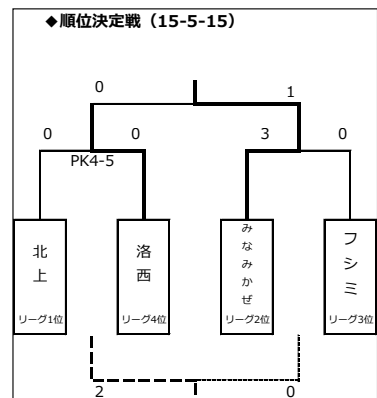 ◆順位決定戦（15-5-15）
0 1
0 0 3 0
PK4-5
北上 洛西 みなみかぜ フシミ
リーグ1位 リーグ4位 リーグ2位 リーグ3位
2 0